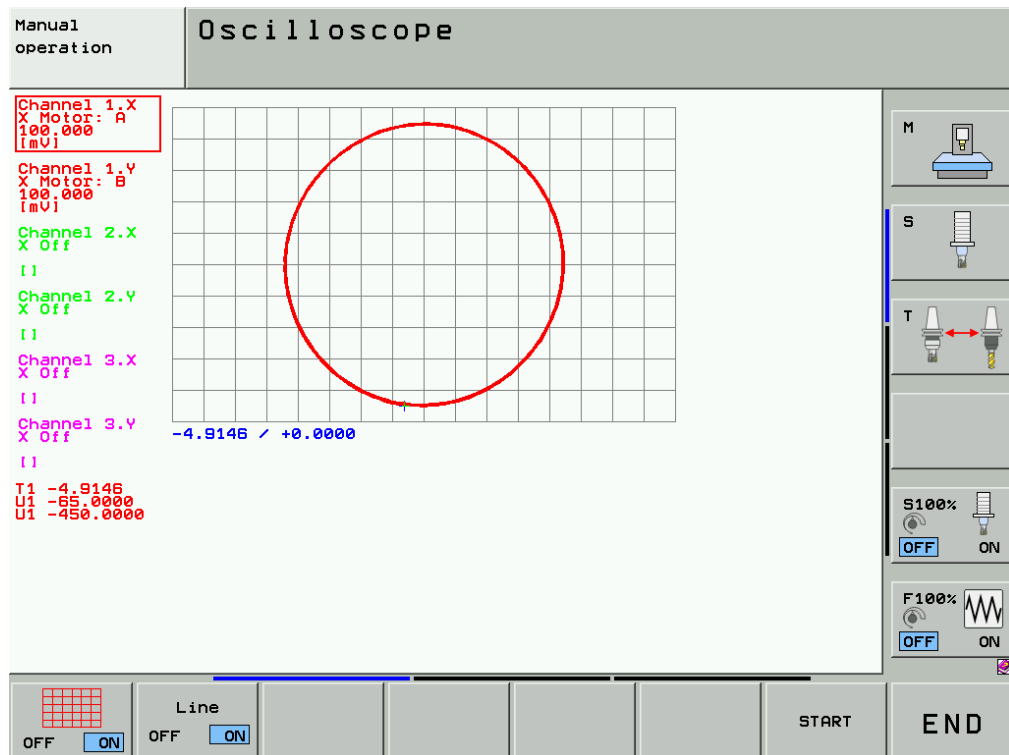 Manual
operation
Oscilloscope
Channel 1.X
X Motor: A
100.000
[mV]
Channel 1.Y
X Motor: B
100.000
[mV]
Channel 2.X
X Off
[]
Channel 2.Y
X Off
[]
Channel 3.X
X Off
[]
Channel 3.Y
X Off
[]
T1 -4.9146
U1 -65.0000
U1 -450.0000
-4.9146 / +0.0000
M
S
T
S100%
OFF ON
F100%
OFF ON
OFF ON
Line
OFF ON
START
END